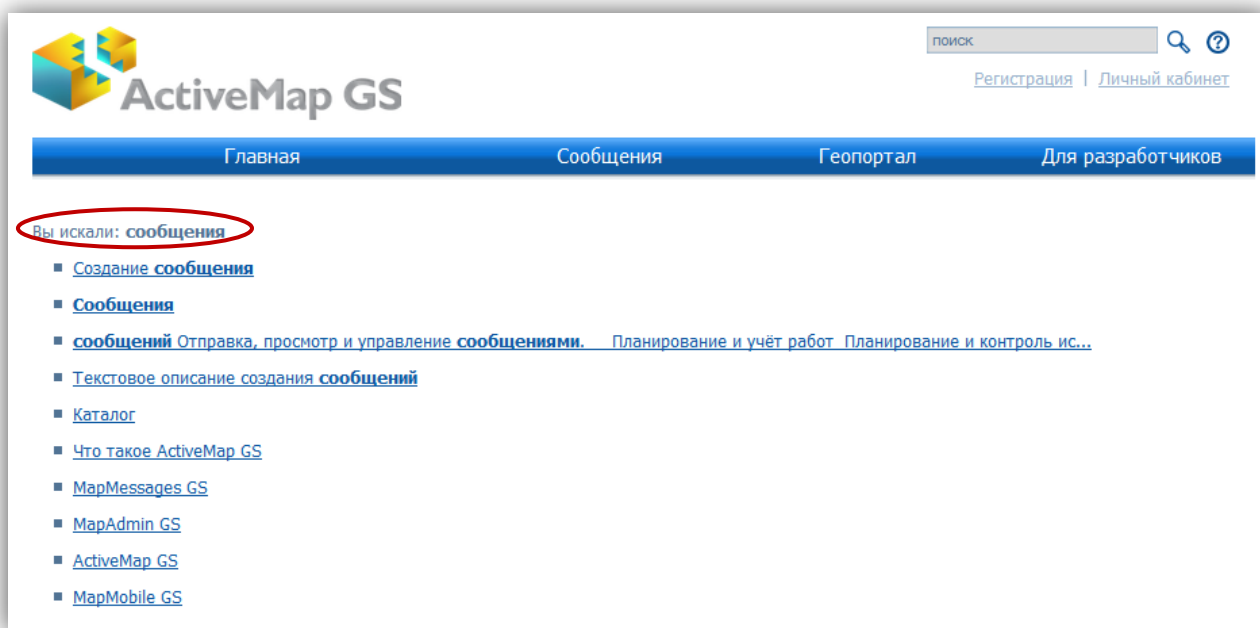 поиск
Регистрация | Личный кабинет
ActiveMap GS
Главная Сообщения Геопортал Для разработчиков
Вы искали: сообщения
Создание сообщения
Сообщения
сообщений Отправка, просмотр и управление сообщениями. Планирование и учёт работ Планирование и контроль ис...
Текстовое описание создания сообщений
Каталог
Что такое ActiveMap GS
MapMessages GS
MapAdmin GS
ActiveMap GS
MapMobile GS